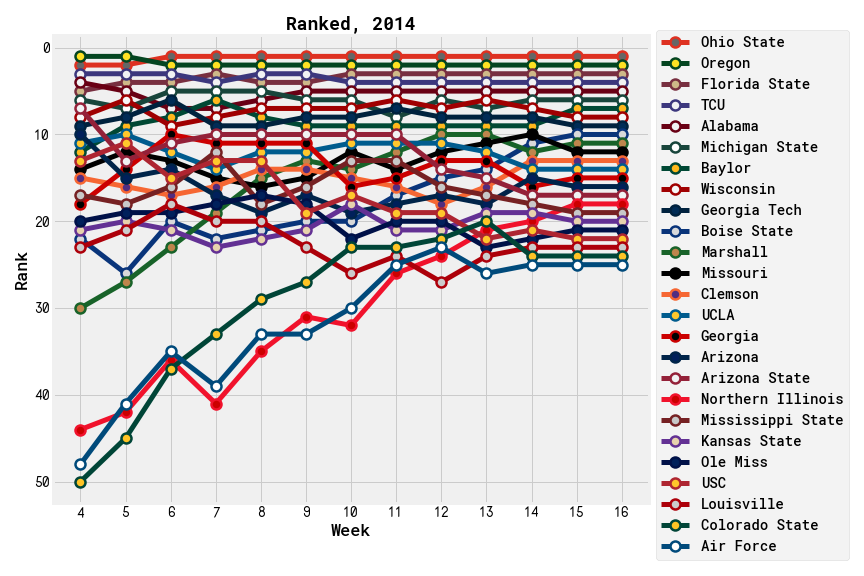 Ranked, 2014
Rank
0
10
20
30
40
50
4 5 6 7 8 9 10 11 12 13 14 15 16
Week
Ohio State
Oregon
Florida State
TCU
Alabama
Michigan State
Baylor
Wisconsin
Georgia Tech
Boise State
Marshall
Missouri
Clemson
UCLA
Georgia
Arizona
Arizona State
Northern Illinois
Mississippi State
Kansas State
Ole Miss
USC
Louisville
Colorado State
Air Force